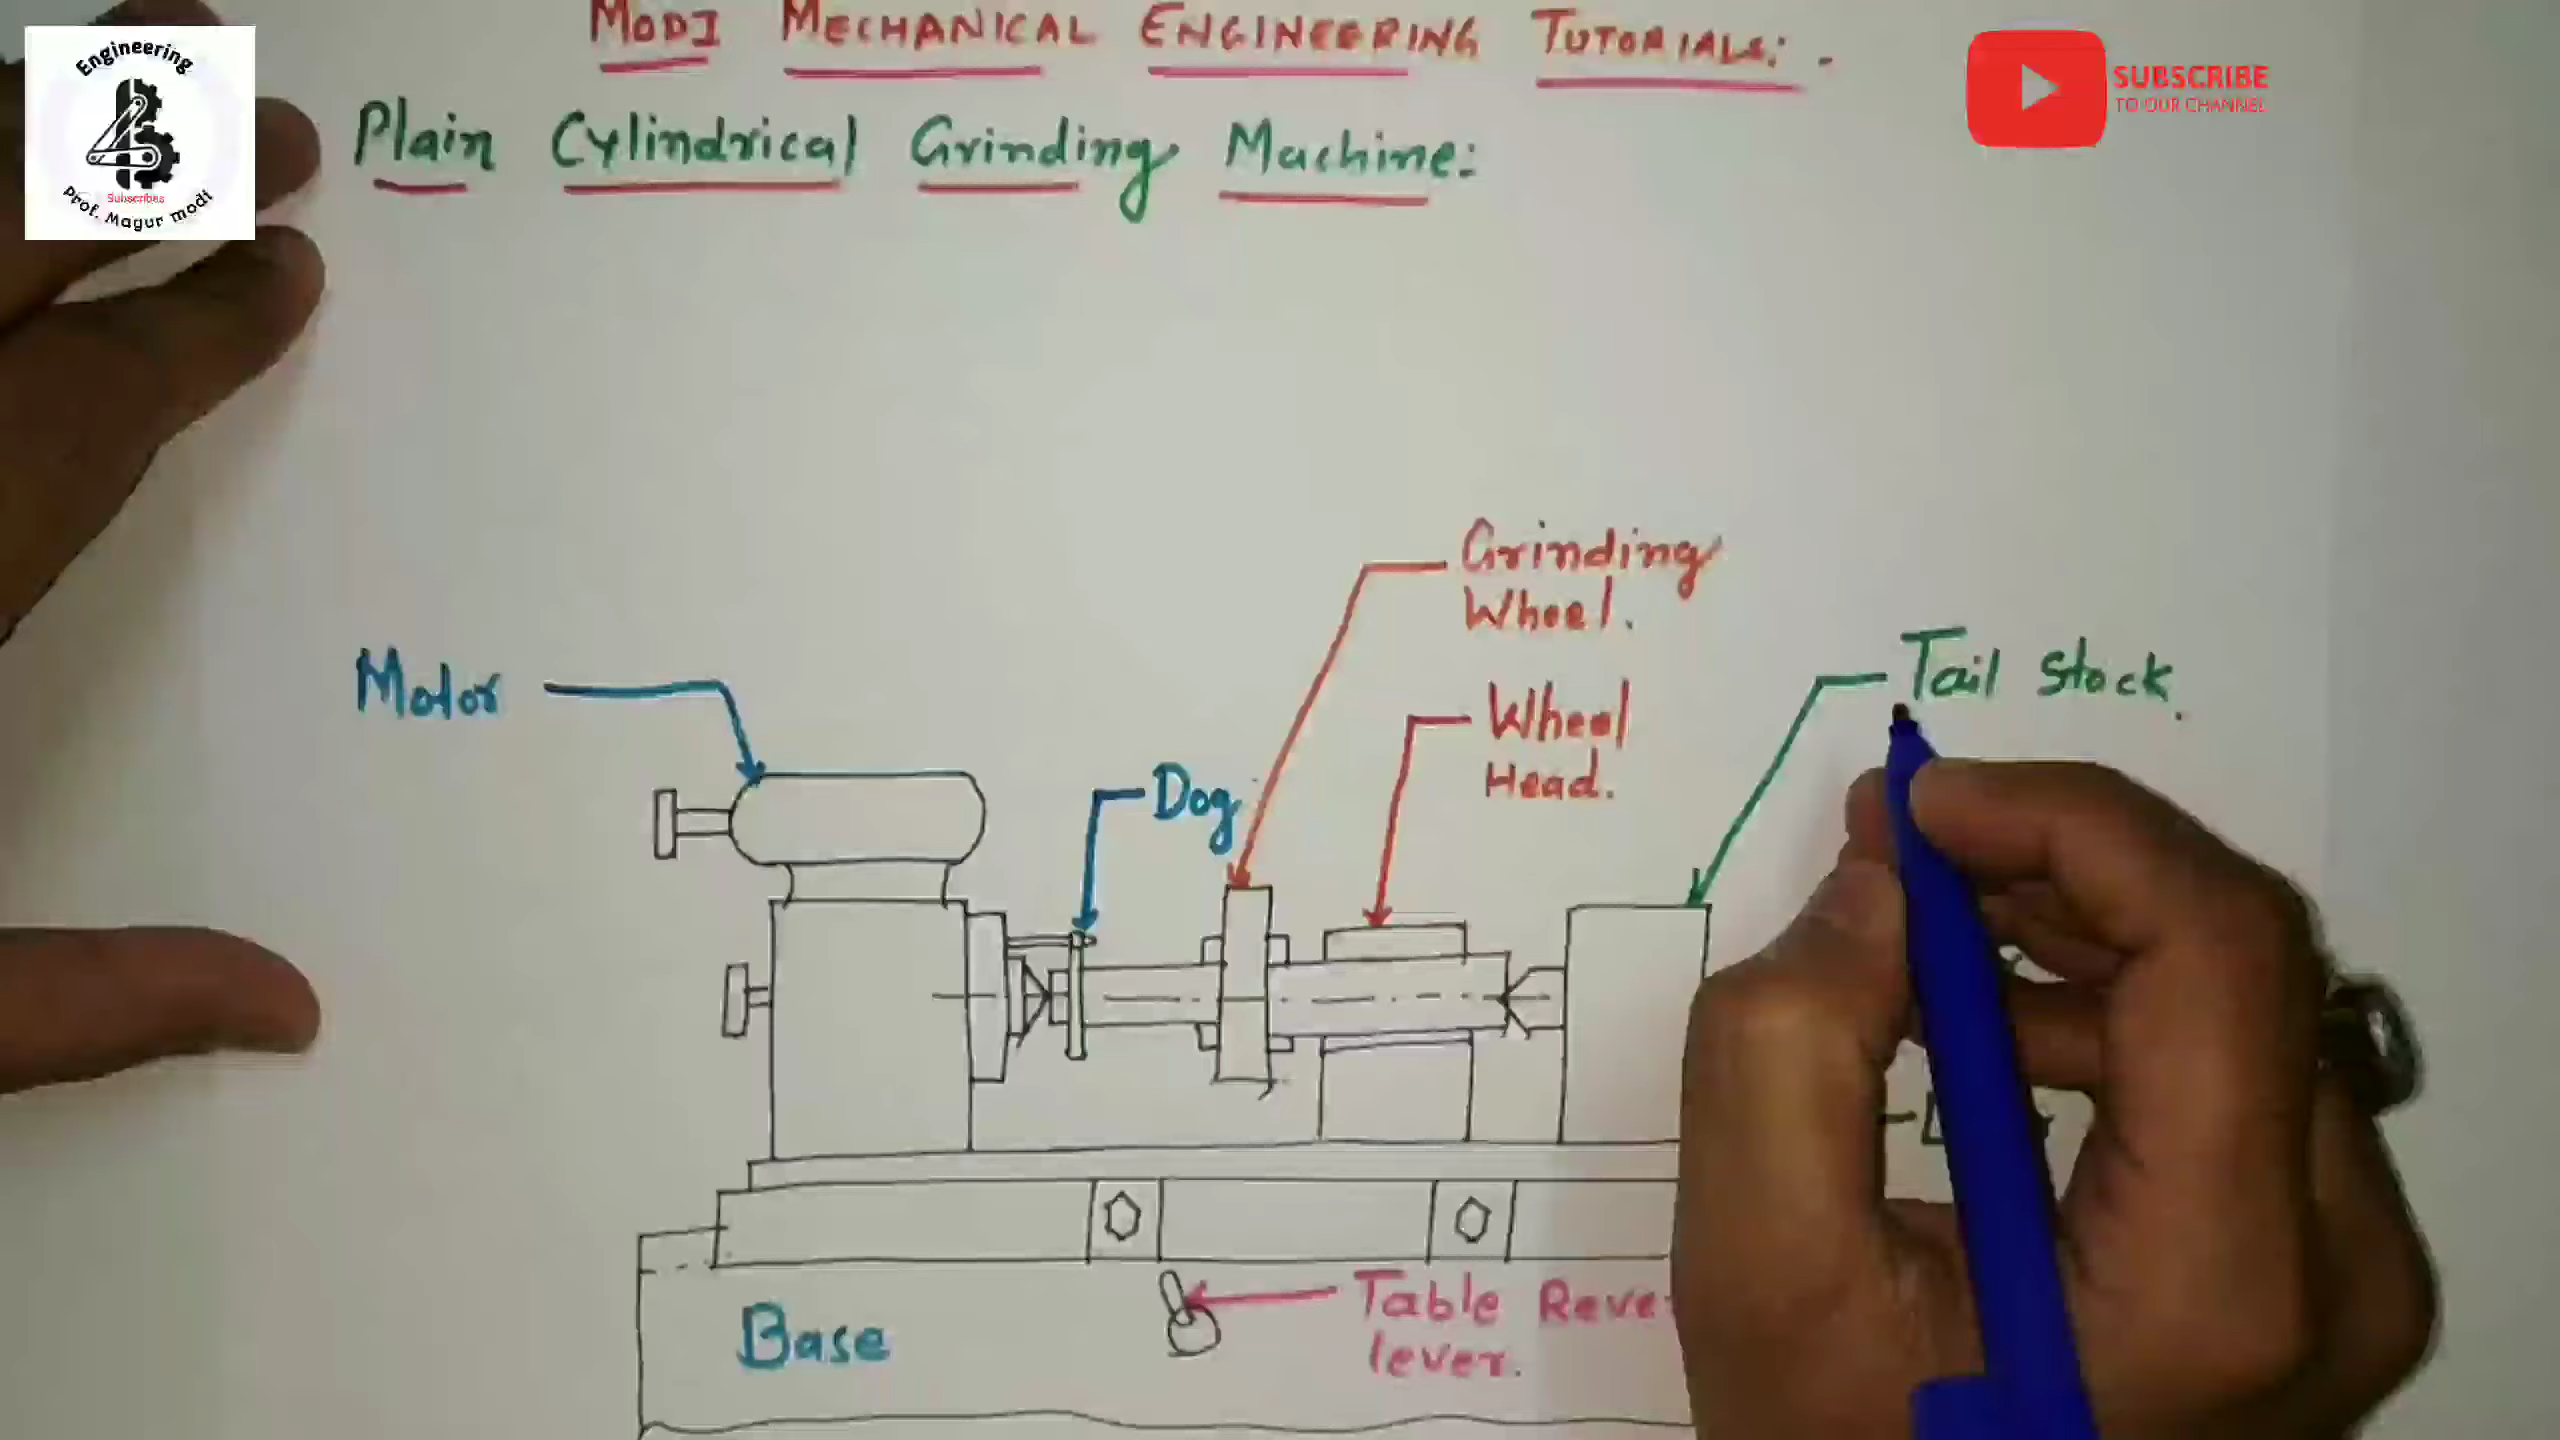 MODI MECHANICAL ENGINEERING TUTORIALS:.
Engineering
Subscribes
Prof. Magur modi
SUBSCRIBE
TO OUR CHANNEL
Plain Cylindrical Grinding Machine:
Grinding
Wheel.
Motor
Tail Stock.
Wheel
Head.
Dog
Table
lever.
Base